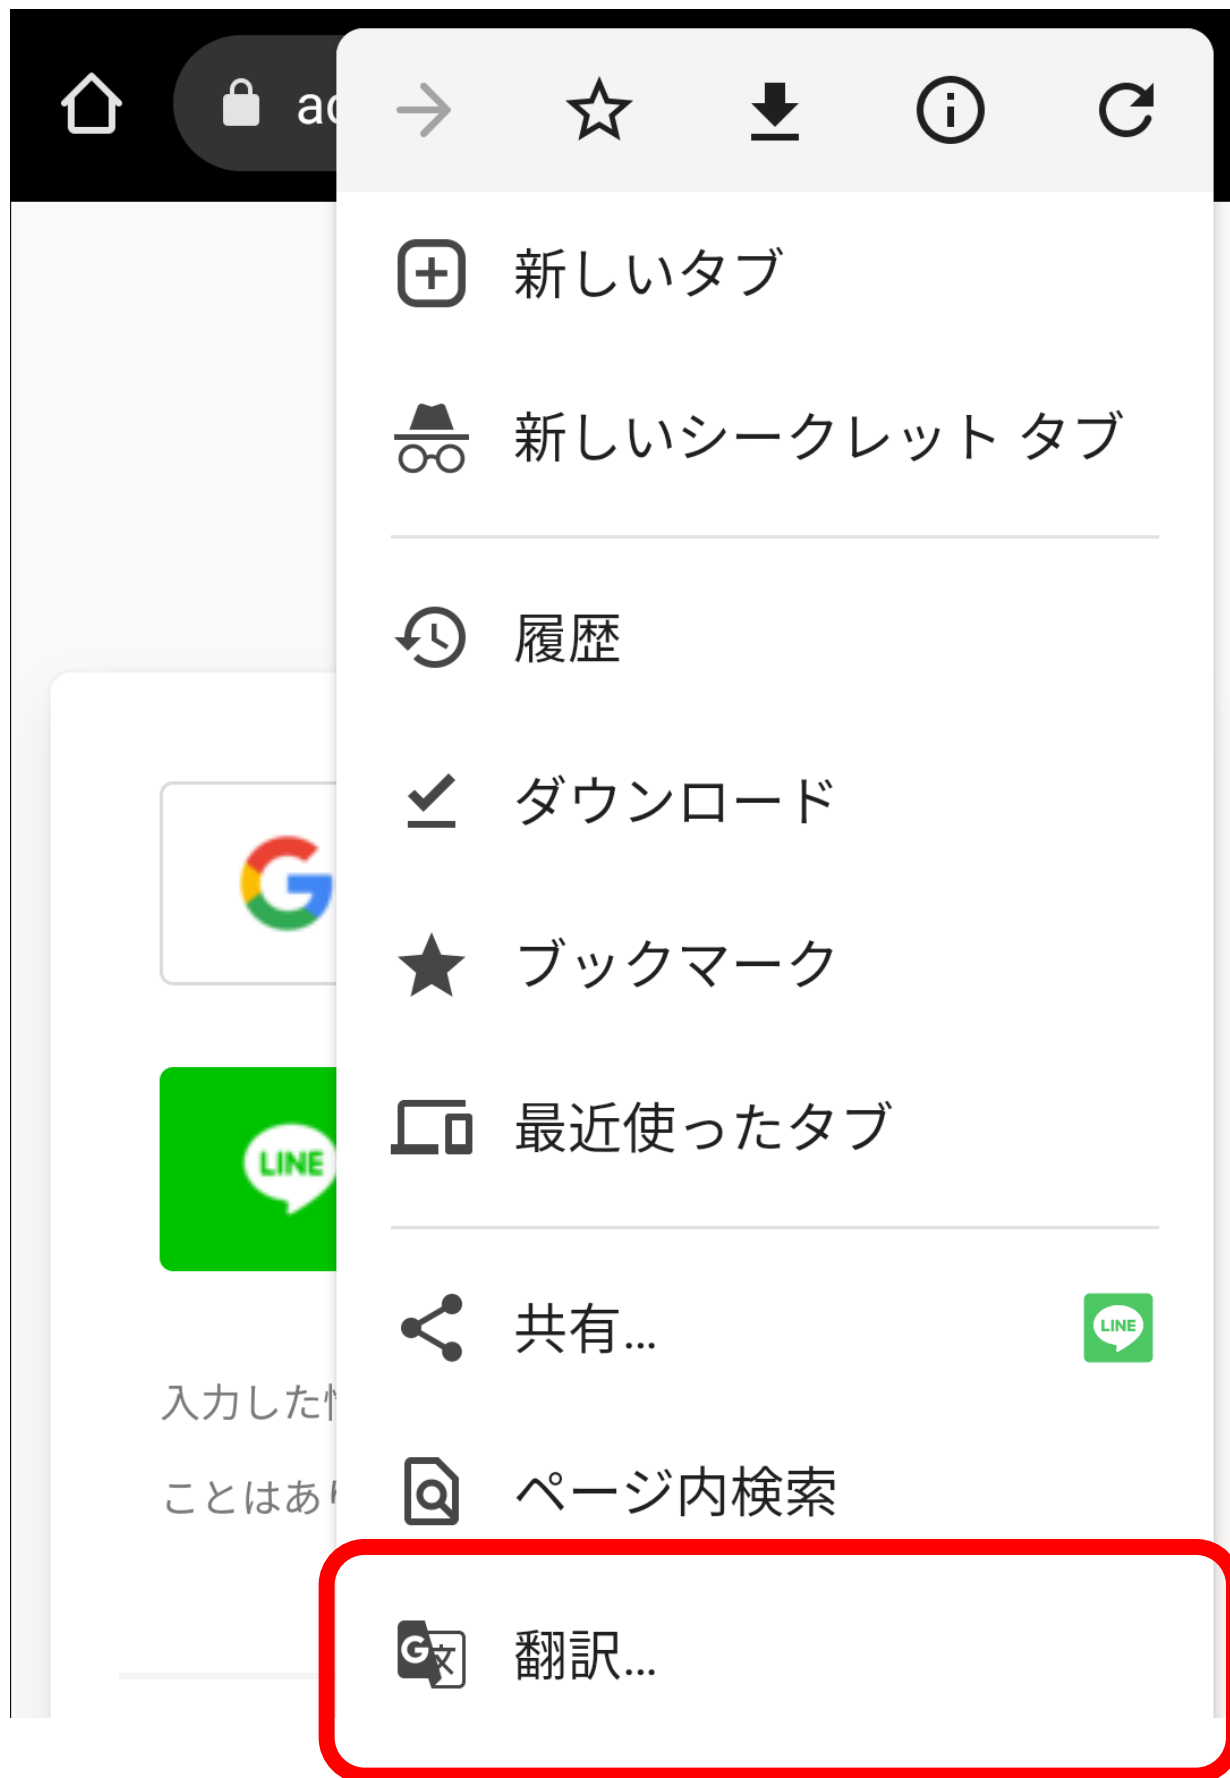 新しいタブ
新しいシークレット タブ
履歴
ダウンロード
ブックマーク
最近使ったタブ
LINE
共有...
LINE
入力した
ページ内検索
ことはあ
G文
翻訳...